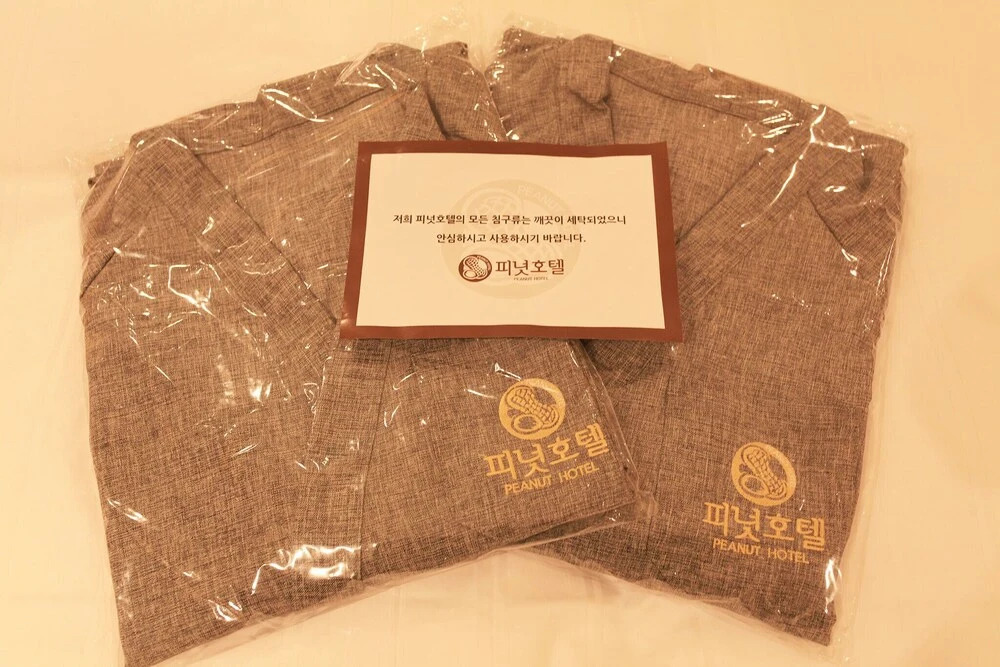 저희 피넛호텔의 모든 침구류는 깨끗이 세탁되었으니
안심하시고 사용하시기 바랍니다.
피넛호텔
PEANUT HOTEL
피넛호텔
PEANUT HOTEL
피넛호텔
PEANUT HOTEL